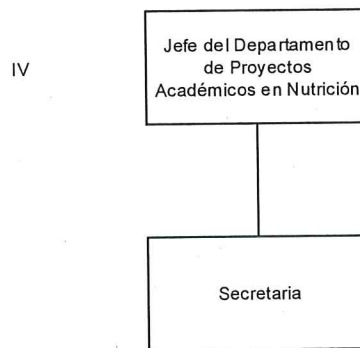 IV
Jefe del Departamento
de Proyectos
Académicos en Nutrición
Secretaria